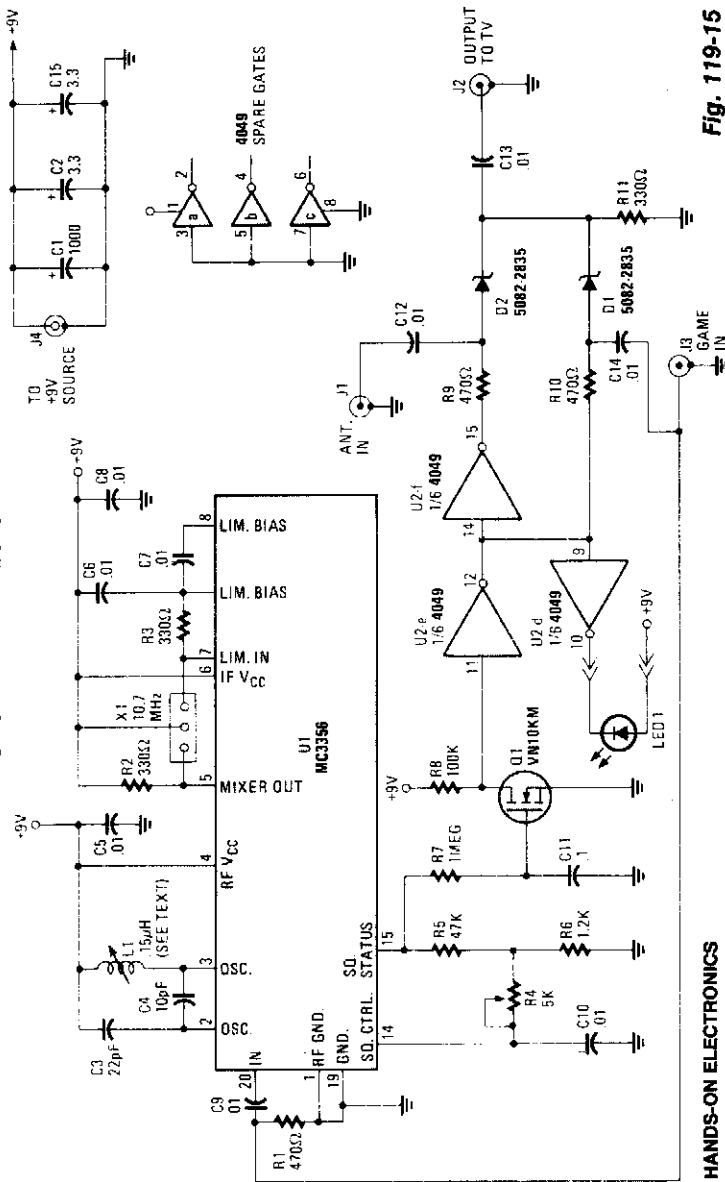 +9V
C1
1000
C2
3.3
C15
3.3
J4
TO
+9V
SOURCE
4049
SPARE GATES
1
3
a
2
5
b
4
7
c
6
8
+9V
+9V
C3
22pF
L1
.15µH
(SEE TEXT)
C4
10pF
C5
.01
R2
330Ω
X1
10.7
MHz
R3
330Ω
C6
.01
C7
.01
C8
.01
2
OSC.
3
OSC.
4
RF VCC
5
MIXER OUT
6
IF VCC
7
LIM. IN
LIM. BIAS
8
LIM. BIAS
U1
MC3356
20
IN
1
RF GND.
19
GND.
14
SQ. CTRL.
15
SQ.
STATUS
C9
.01
R1
470Ω
R4
5K
C10
.01
R5
47K
R6
1.2K
R7
1MEG
C11
.1
+9V
R8
100K
Q1
VN10KM
11
U2-e
1/6 4049
12
14
U2-f
1/6 4049
15
9
U2-d
1/6 4049
10
LED1
+9V
J1
ANT.
IN
C12
.01
R9
470Ω
R10
470Ω
D2
5082-2835
D1
5082-2835
C14
.01
R11
330Ω
C13
.01
J2
OUTPUT
TO TV
J3
GAME
IN
HANDS-ON ELECTRONICS
Fig. 119-15